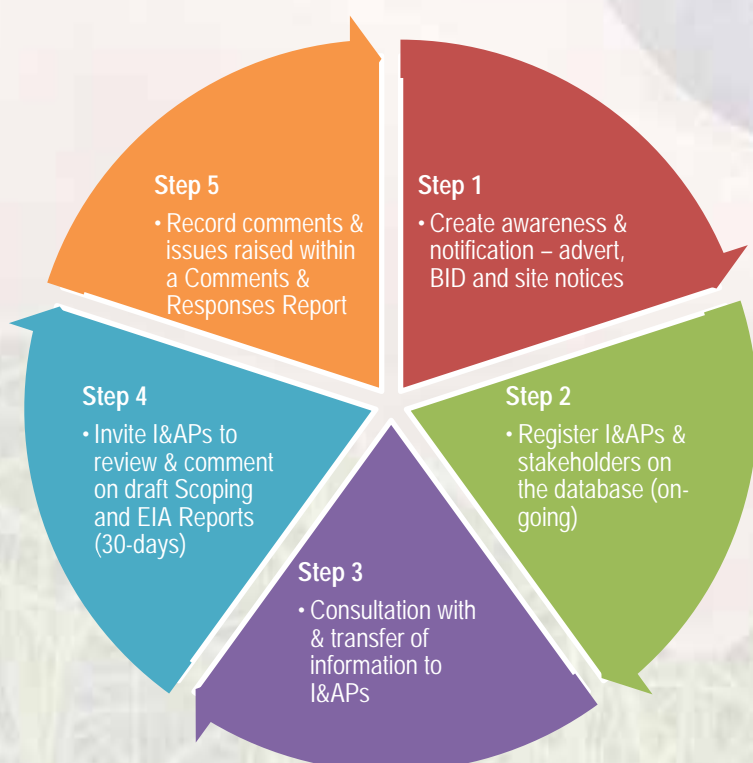 Step 1
• Create awareness &
notification – advert,
BID and site notices
Step 2
• Register I&APs &
stakeholders on
the database (on-
going)
Step 3
• Consultation with
& transfer of
information to
I&APs
Step 4
• Invite I&APs to
review & comment
on draft Scoping
and EIA Reports
(30-days)
Step 5
• Record comments &
issues raised within
a Comments &
Responses Report